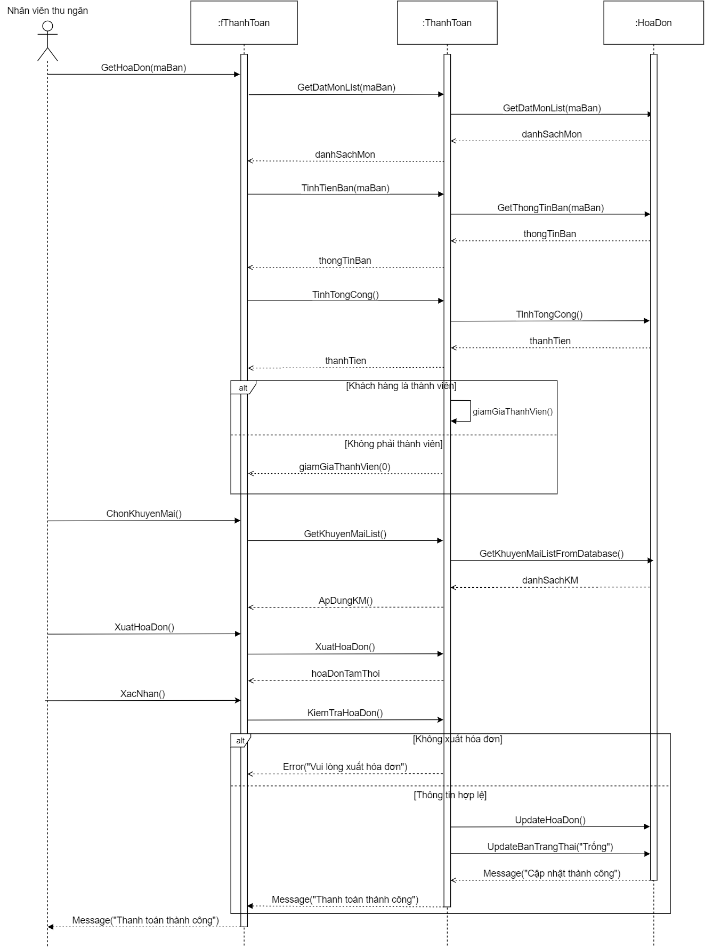 Nhân viên thu ngân
:fThanhToan
:ThanhToan
:HoaDon
GetHoaDon(maBan)
GetDatMonLIst(maBan)
GetDatMonList(maBan)
danhSachMon
danhSachMon
TinhTienBan(maBan)
GetThongTinBan(maBan)
thongTinBan
thongTinBan
TinhTongCong()
TInhTongCong()
thanhTien
thanhTien
alt
[Khách hàng là thành viên]
giamGiaThanhVien()
[Không phải thành viên]
giamGiaThanhVien(0)
ChonKhuyenMai()
GetKhuyenMaiList()
GetKhuyenMaiListFromDatabase()
danhSachKM
ApDungKM()
XuatHoaDon()
XuatHoaDon()
hoaDonTamThoi
XacNhan()
KiemTraHoaDon()
alt
[Không xuất hóa đơn]
Error("Vui lòng xuất hóa đơn")
[Thông tin hợp lệ]
UpdateHoaDon()
UpdateBanTrangThai("Trống")
Message("Cập nhật thành công")
Message("Thanh toán thành công")
Message("Thanh toán thành công")